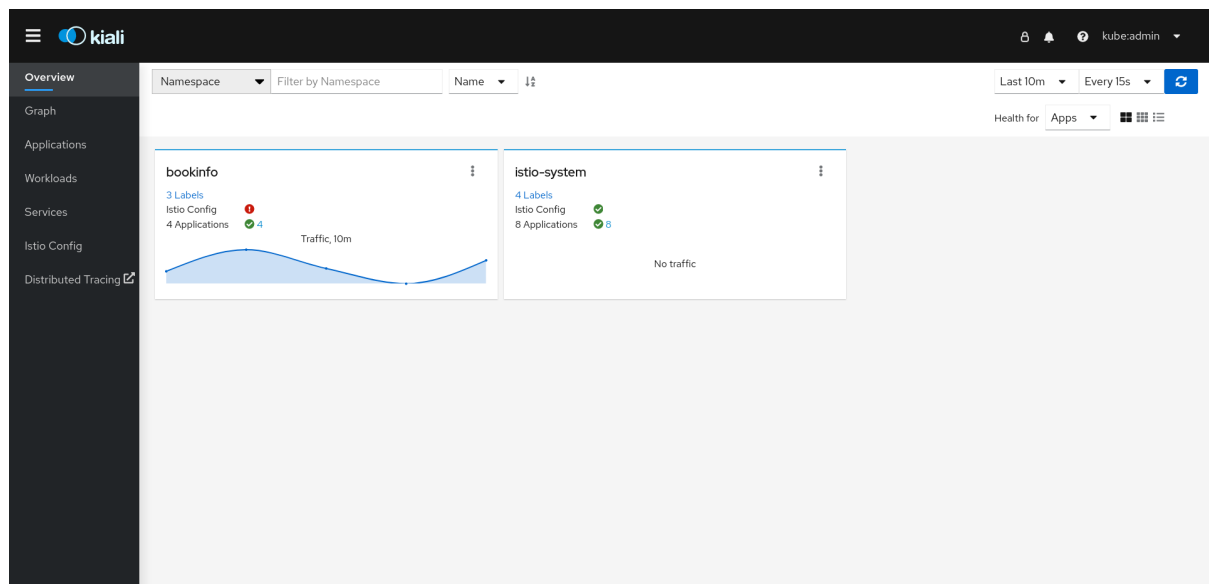 kiali
kube:admin
Overview
Graph
Applications
Workloads
Services
Istio Config
Distributed Tracing
Namespace Filter by Namespace Name
Last 10m Every 15s
Health for Apps
bookinfo
3 Labels
Istio Config
4 Applications 4
Traffic, 10m
istio-system
4 Labels
Istio Config
8 Applications 8
No traffic